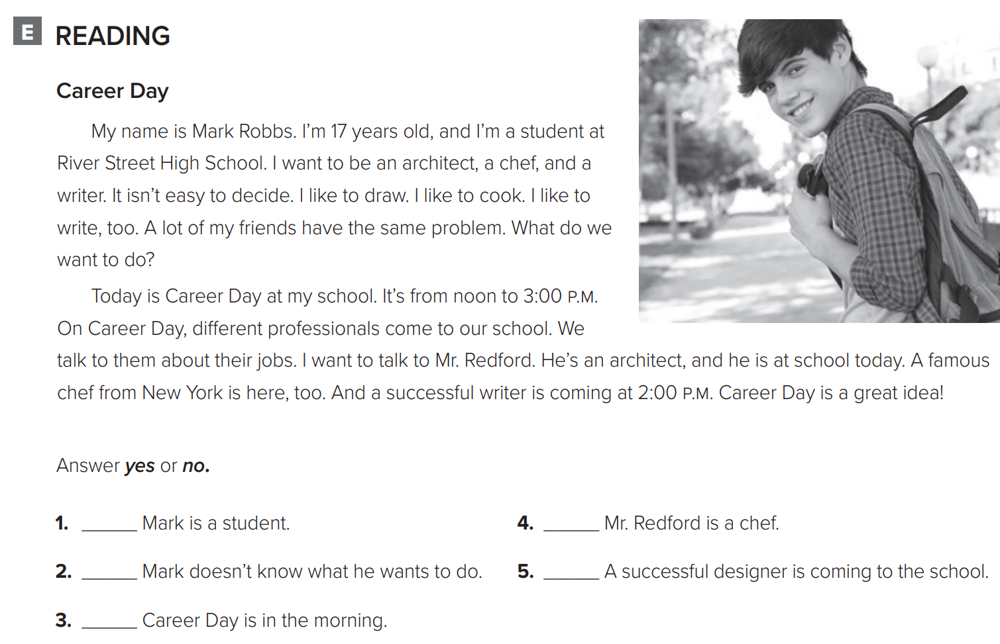 E READING
Career Day
My name is Mark Robbs. I’m 17 years old, and I’m a student at
River Street High School. I want to be an architect, a chef, and a
writer. It isn’t easy to decide. I like to draw. I like to cook. I like to
write, too. A lot of my friends have the same problem. What do we
want to do?
Today is Career Day at my school. It’s from noon to 3:00 P.M.
On Career Day, different professionals come to our school. We
talk to them about their jobs. I want to talk to Mr. Redford. He’s an architect, and he is at school today. A famous
chef from New York is here, too. And a successful writer is coming at 2:00 P.M. Career Day is a great idea!
Answer yes or no.
1. ______ Mark is a student.
2. ______ Mark doesn’t know what he wants to do.
3. ______ Career Day is in the morning.
4. ______ Mr. Redford is a chef.
5. ______ A successful designer is coming to the school.